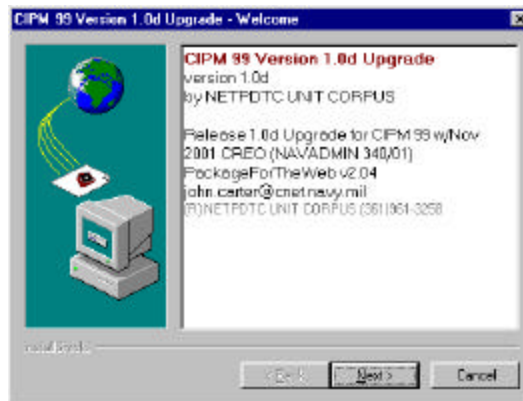 CIPM 99 Version 1.0d Upgrade - Welcome
CIPM 99 Version 1.0d Upgrade
version 1.0d
by NETPDTC UNIT CORPUS
Release 1.0d Upgrade for CIPM 99 w/Nov
2001 CREO (NAVADMIN 340/01)
PackageForTheWeb v2.04
john.carter@cnet.navy.mil
(R)NETPDTC UNIT CORPUS (361)961-3258
< Back
Next >
Cancel